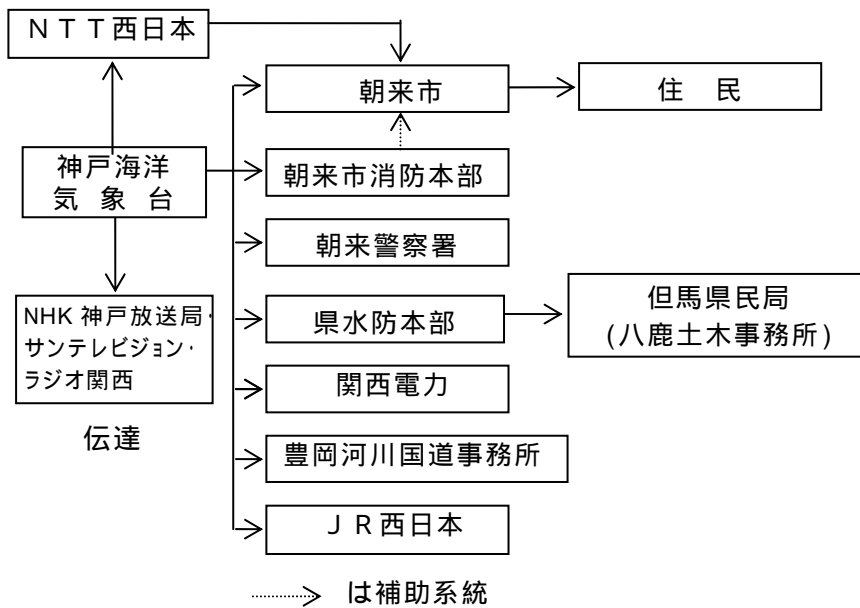 ＮＴＴ西日本
朝来市
住　民
神戸海洋
気　象　台
朝来市消防本部
朝来警察署
県水防本部
但馬県民局
(八鹿土木事務所)
NHK 神戸放送局・
サンテレビジョン・
ラジオ関西
関西電力
伝達
豊岡河川国道事務所
ＪＲ西日本
は補助系統